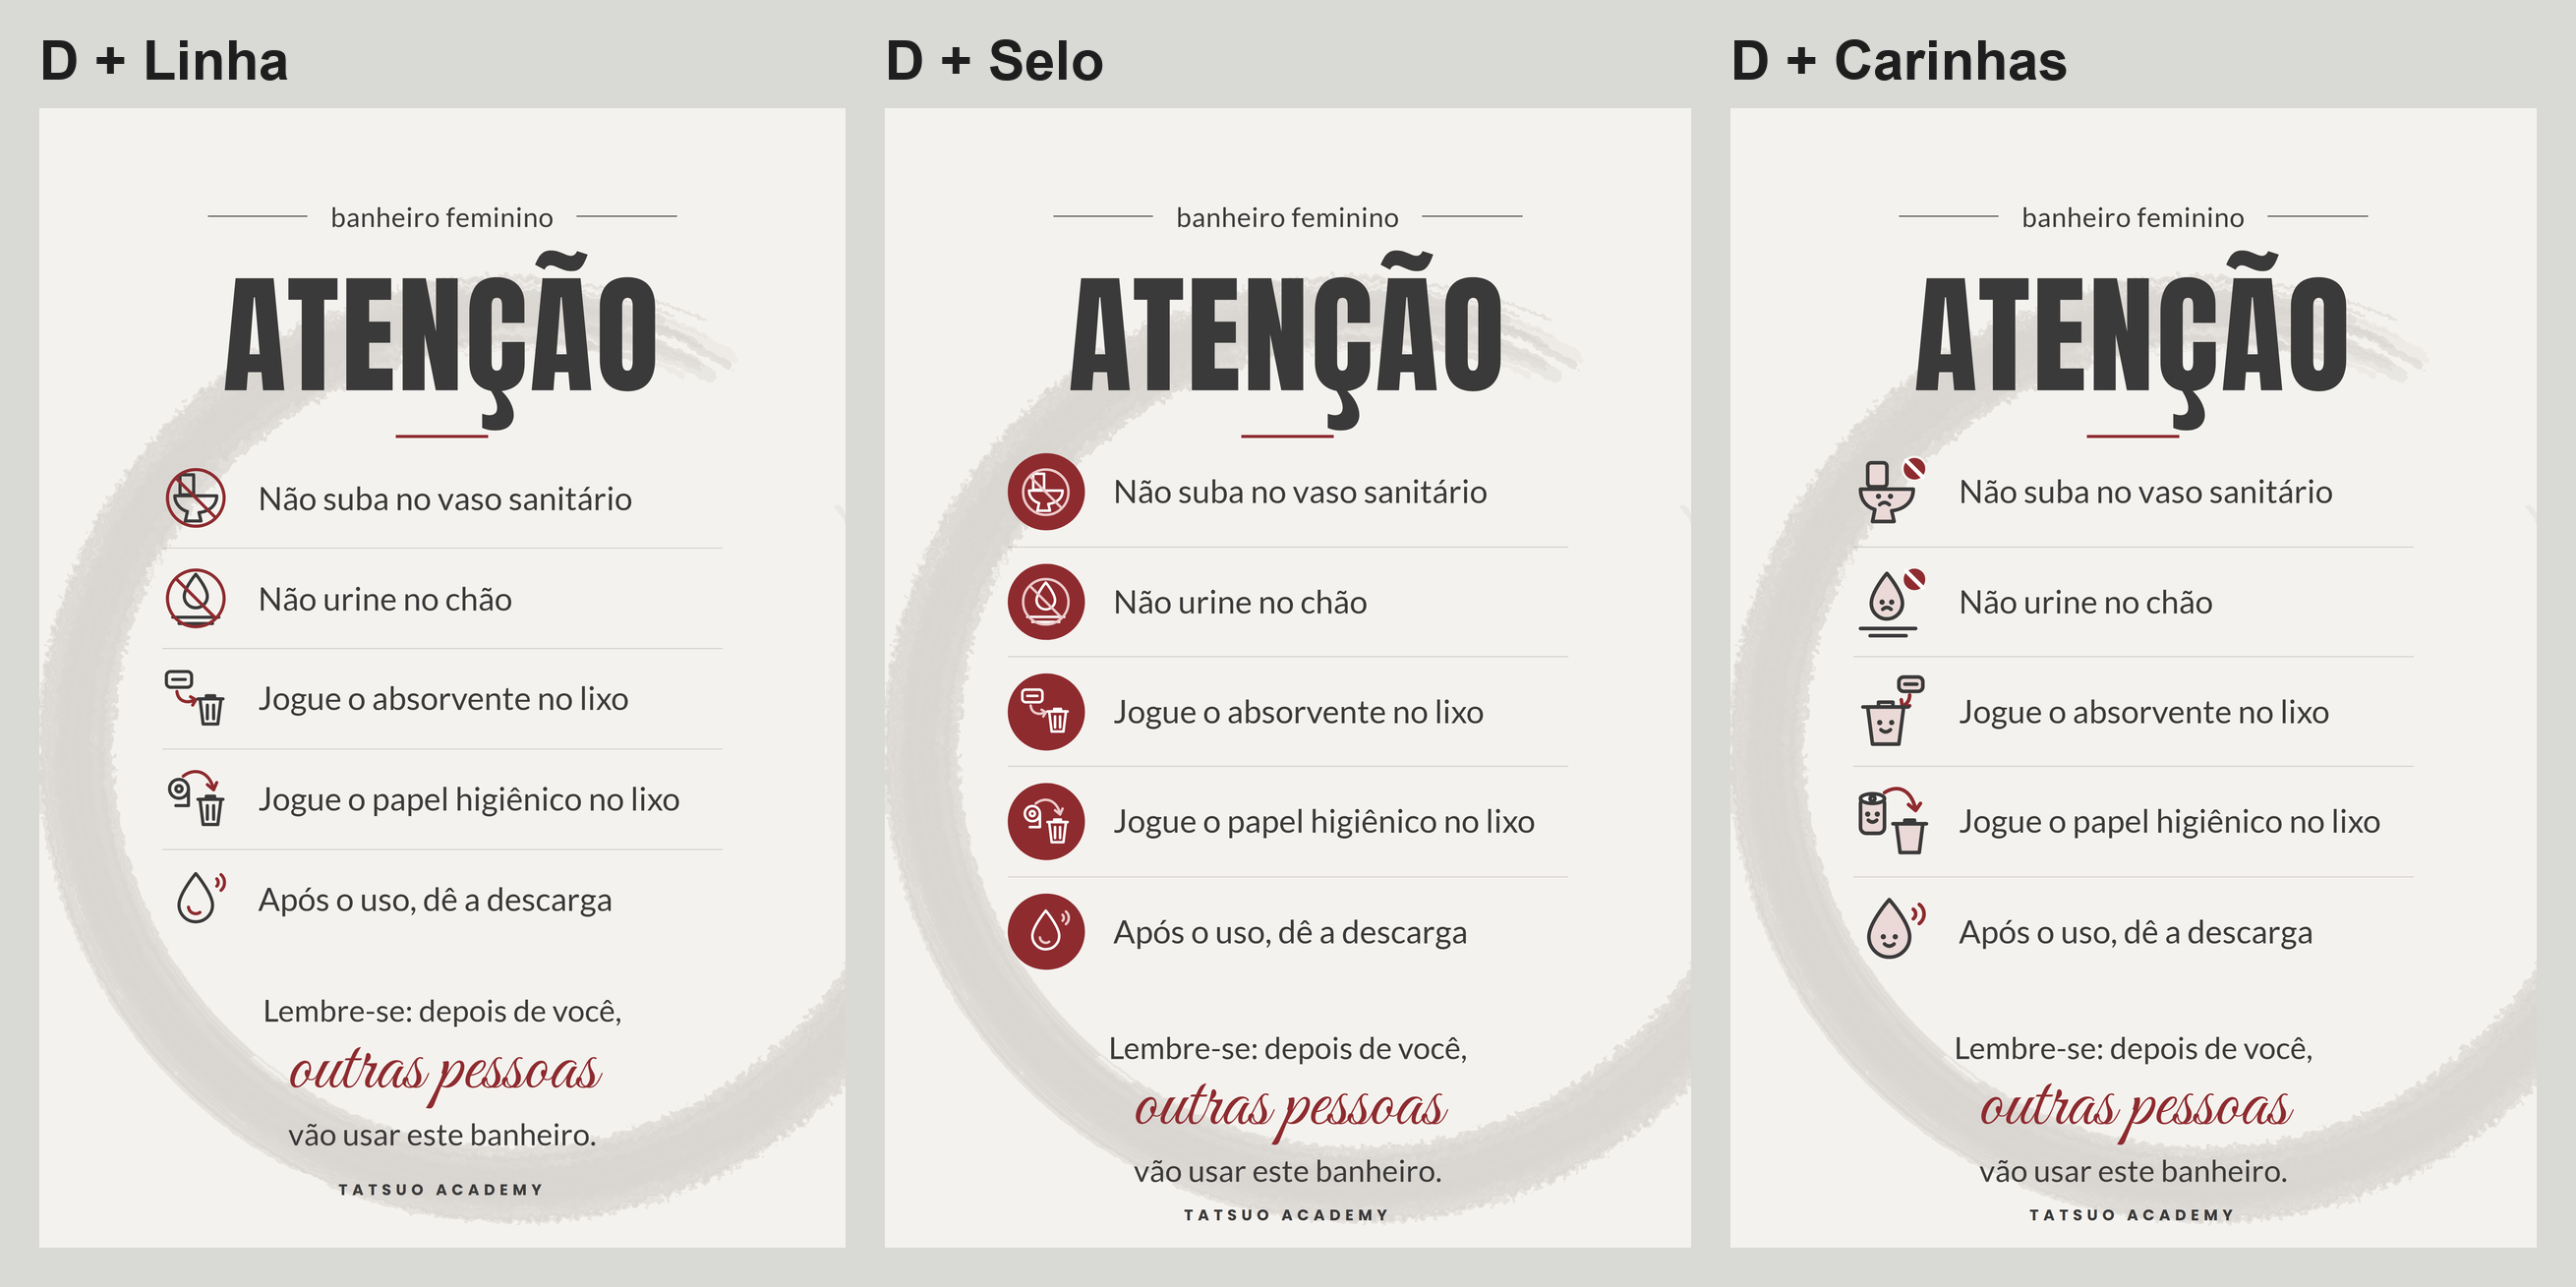 D + Linha
banheiro feminino
ATENÇÃO
Não suba no vaso sanitário
Não urine no chão
Jogue o absorvente no lixo
Jogue o papel higiênico no lixo
Após o uso, dê a descarga
Lembre-se: depois de você,
outras pessoas
vão usar este banheiro.
TATSUO ACADEMY
D + Selo
banheiro feminino
ATENÇÃO
Não suba no vaso sanitário
Não urine no chão
Jogue o absorvente no lixo
Jogue o papel higiênico no lixo
Após o uso, dê a descarga
Lembre-se: depois de você,
outras pessoas
vão usar este banheiro.
TATSUO ACADEMY
D + Carinhas
banheiro feminino
ATENÇÃO
Não suba no vaso sanitário
Não urine no chão
Jogue o absorvente no lixo
Jogue o papel higiênico no lixo
Após o uso, dê a descarga
Lembre-se: depois de você,
outras pessoas
vão usar este banheiro.
TATSUO ACADEMY